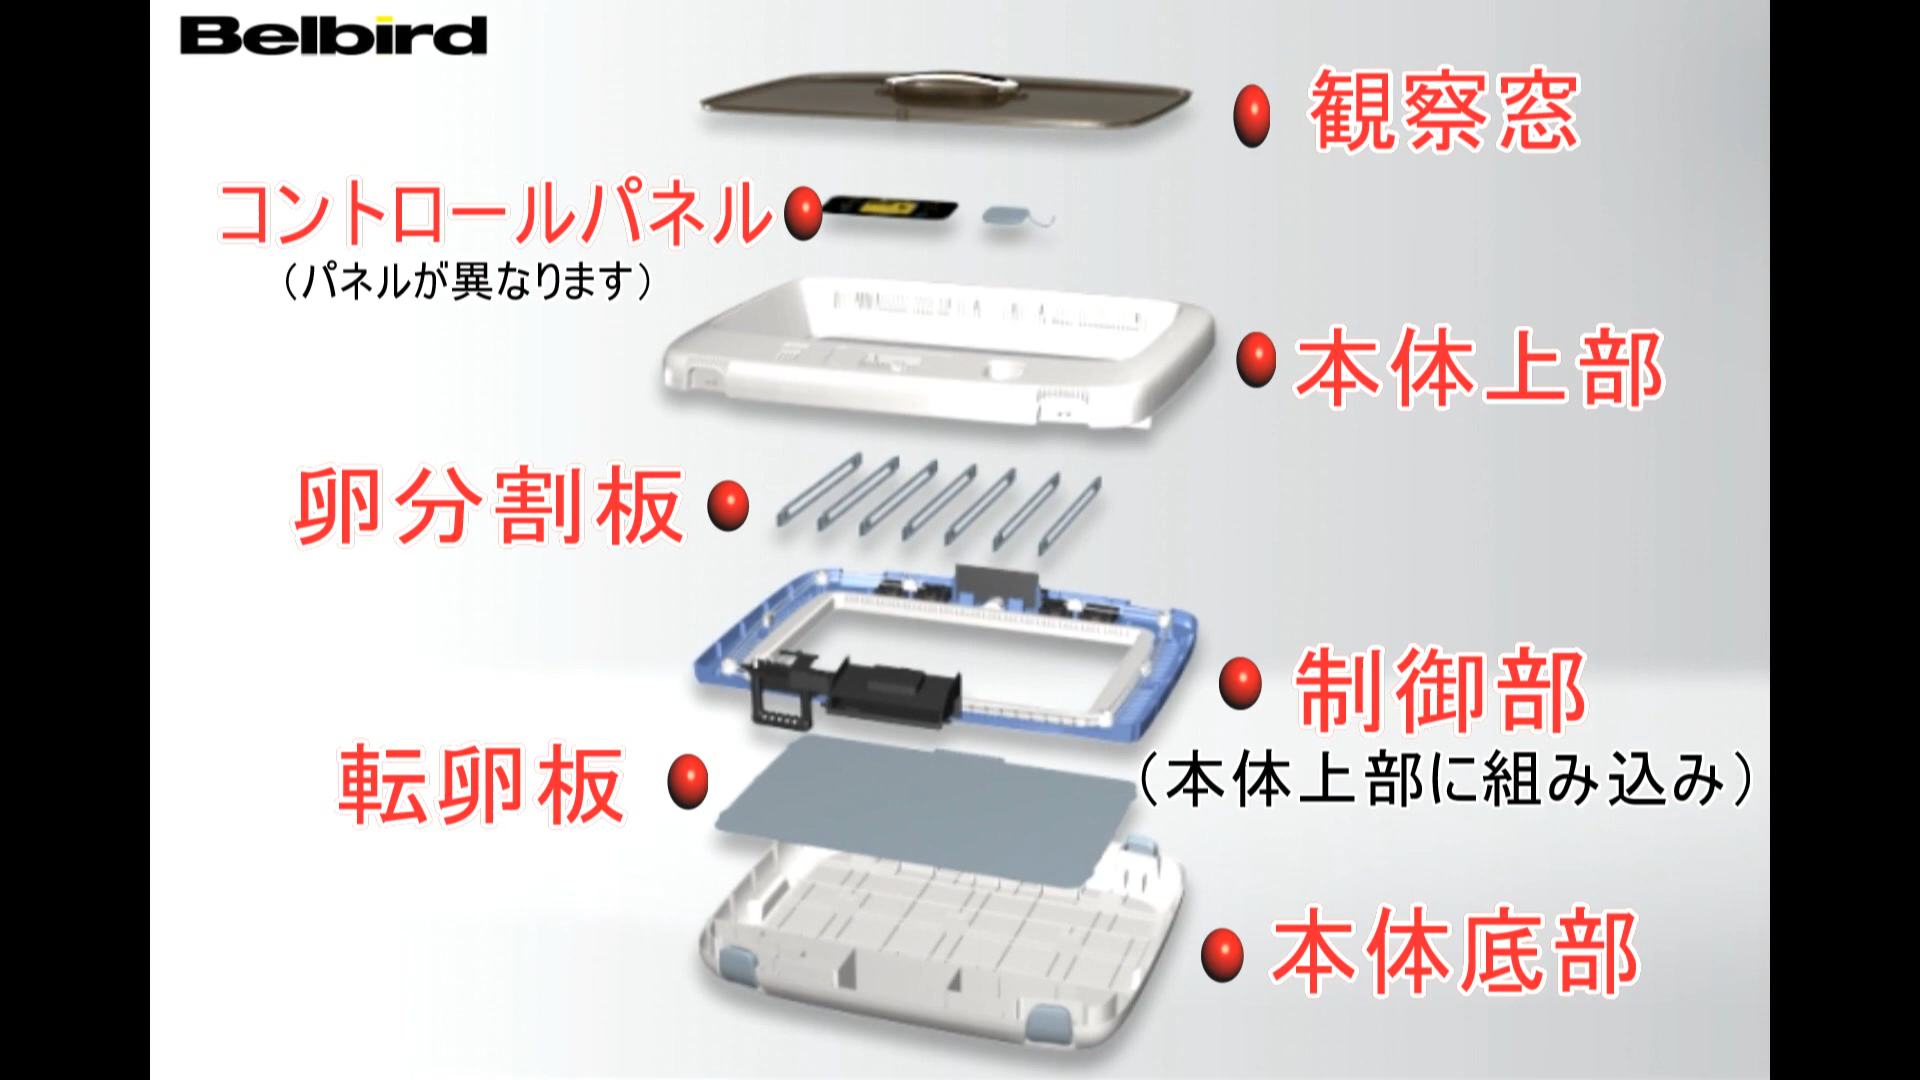 Belbird
観察窓
コントロールパネル
（パネルが異なります）
本体上部
卵分割板
制御部
（本体上部に組み込み）
転卵板
本体底部